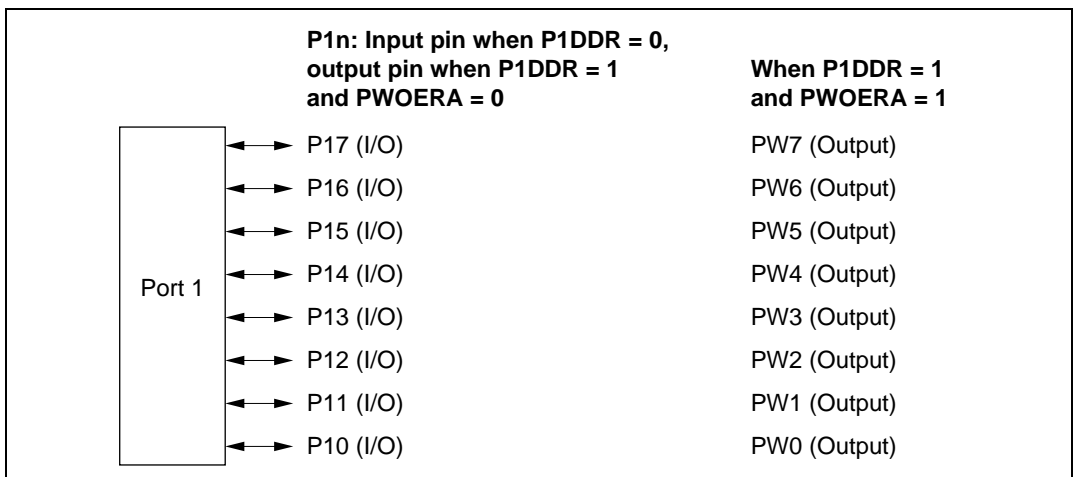 P1n: Input pin when P1DDR = 0,
output pin when P1DDR = 1
and PWOERA = 0
When P1DDR = 1
and PWOERA = 1
Port 1
P17 (I/O) PW7 (Output)
P16 (I/O) PW6 (Output)
P15 (I/O) PW5 (Output)
P14 (I/O) PW4 (Output)
P13 (I/O) PW3 (Output)
P12 (I/O) PW2 (Output)
P11 (I/O) PW1 (Output)
P10 (I/O) PW0 (Output)